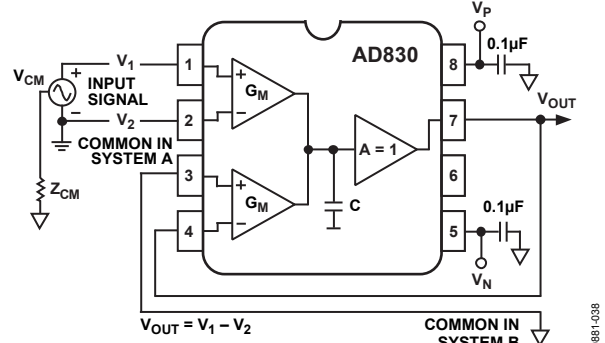 V_P
AD830
0.1µF
V_1
1
8
V_CM
+
INPUT
SIGNAL
+
G_M
−
V_OUT
−
V_2
2
7
COMMON IN
SYSTEM A
A = 1
3
6
+
G_M
−
C
0.1µF
Z_CM
4
5
V_N
V_OUT = V_1 – V_2
COMMON IN
SYSTEM B
881-038